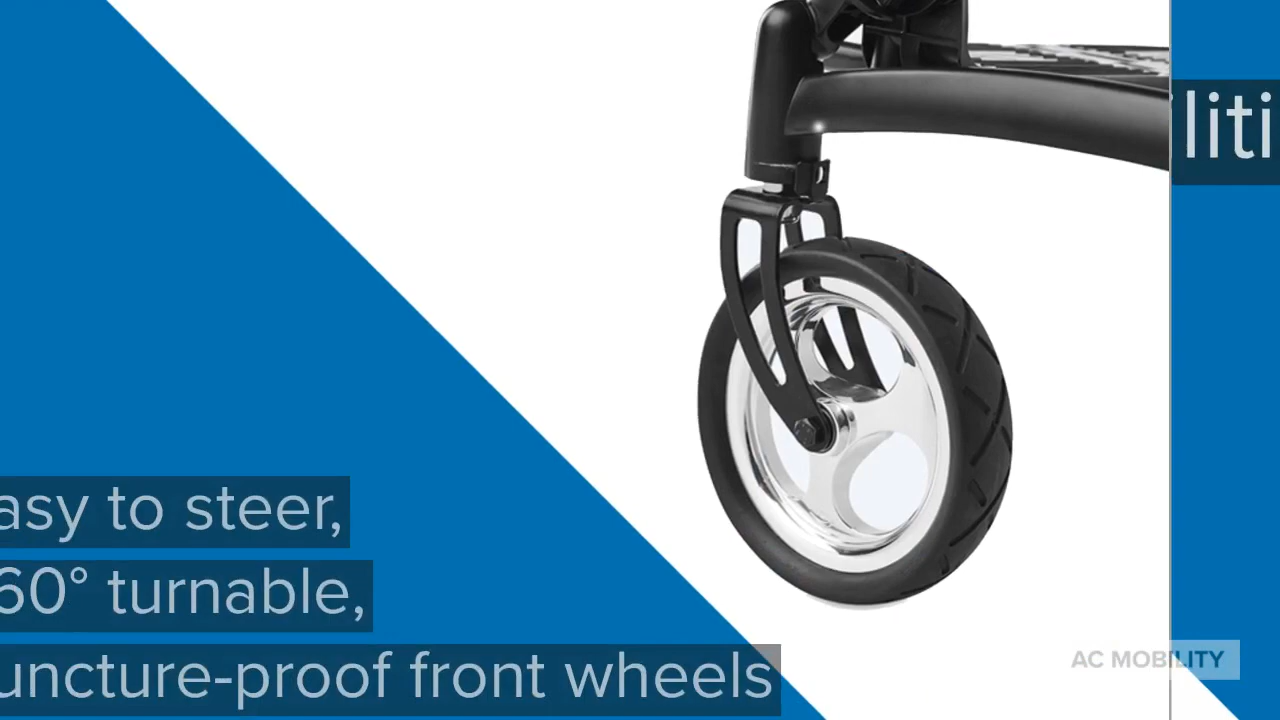 liti
asy to steer,
60° turnable,
uncture-proof front wheels
AC MOBILITY